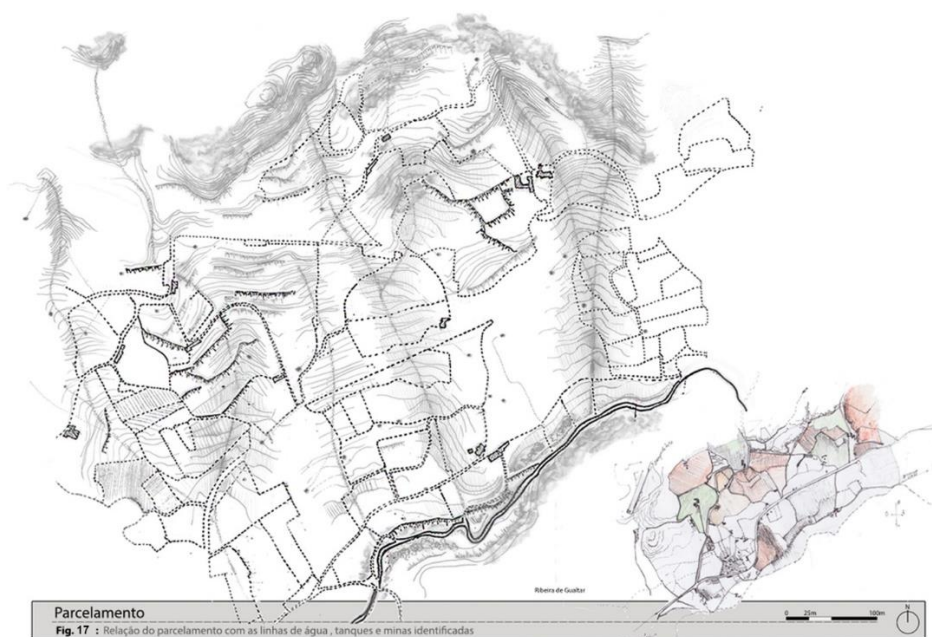 Ribeira de Gualtar
Parcelamento
Fig. 17 : Relação do parcelamento com as linhas de água , tanques e minas identificadas
0 25m 100m
N